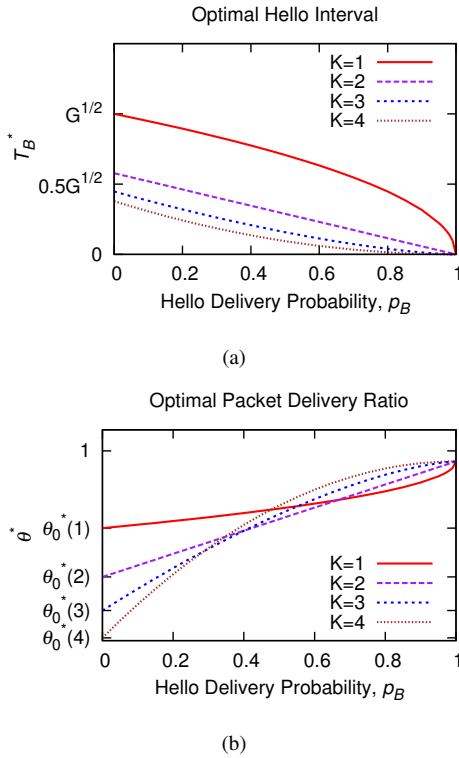 Optimal Hello Interval
K=1
K=2
K=3
K=4
G^{1/2}
0.5G^{1/2}
0
T_B^*
0 0.2 0.4 0.6 0.8 1
Hello Delivery Probability, p_B
(a)
Optimal Packet Delivery Ratio
1
θ_0^*(1)
θ_0^*(2)
θ_0^*(3)
θ_0^*(4)
θ^*
K=1
K=2
K=3
K=4
0 0.2 0.4 0.6 0.8 1
Hello Delivery Probability, p_B
(b)